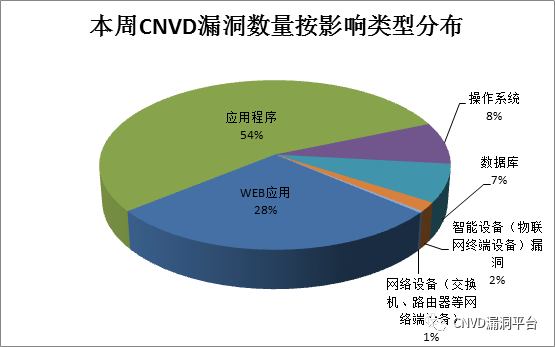 本周CNVD漏洞数量按影响类型分布
应用程序
54%
操作系统
8%
数据库
7%
WEB应用
28%
智能设备（物联
网终端设备）漏
洞
2%
网络设备（交换
机、路由器等网
络端设备）
1%
CNVD漏洞平台